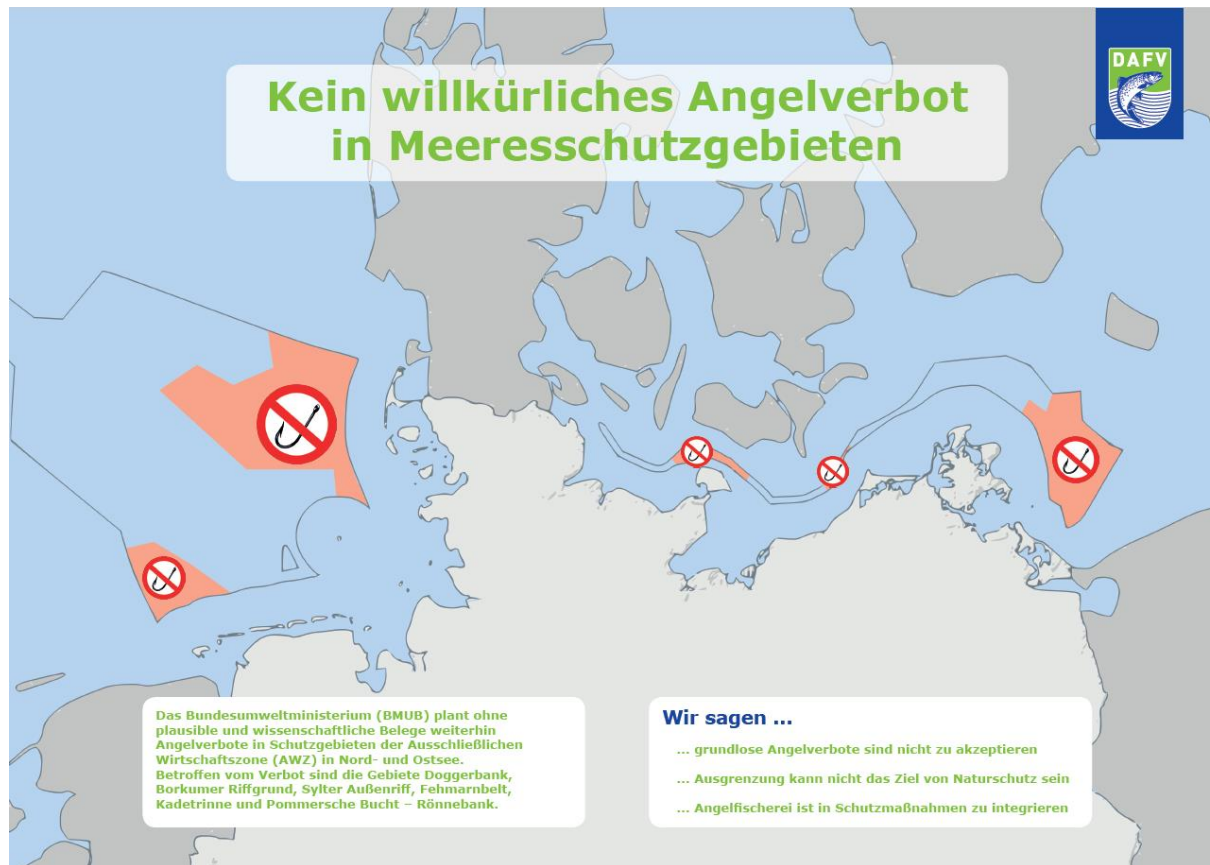 Kein willkürliches Angelverbot
in Meeresschutzgebieten
DAFV
Das Bundesumweltministerium (BMUB) plant ohne
plausible und wissenschaftliche Belege weiterhin
Angelverbote in Schutzgebieten der Ausschließlichen
Wirtschaftszone (AWZ) in Nord- und Ostsee.
Betroffen vom Verbot sind die Gebiete Doggerbank,
Borkumer Riffgrund, Sylter Außenriff, Fehmarnbelt,
Kadetrinne und Pommersche Bucht – Rönnebank.
Wir sagen ...
... grundlose Angelverbote sind nicht zu akzeptieren
... Ausgrenzung kann nicht das Ziel von Naturschutz sein
... Angelfischerei ist in Schutzmaßnahmen zu integrieren